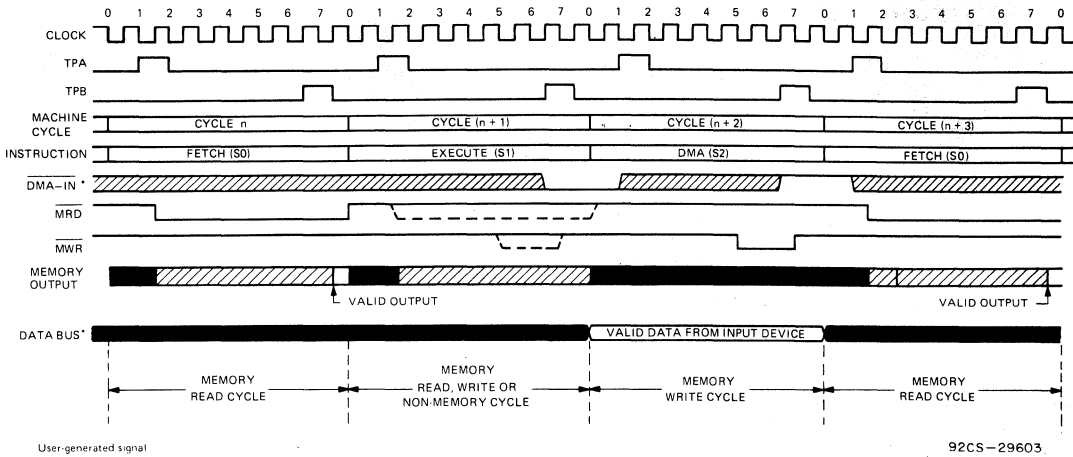 0 1 2 3 4 5 6 7 0 1 2 3 4 5 6 7 0 1 2 3 4 5 6 7 0 1 2 3 4 5 6 7 0
CLOCK
TPA
TPB
MACHINE
CYCLE
CYCLE n
CYCLE (n + 1)
CYCLE (n + 2)
CYCLE (n + 3)
INSTRUCTION
FETCH (S0)
EXECUTE (S1)
DMA (S2)
FETCH (S0)
DMA–IN *
MRD
MWR
MEMORY
OUTPUT
VALID OUTPUT
VALID OUTPUT
DATA BUS*
VALID DATA FROM INPUT DEVICE
MEMORY
READ CYCLE
MEMORY
READ, WRITE OR
NON-MEMORY CYCLE
MEMORY
WRITE CYCLE
MEMORY
READ CYCLE
User-generated signal
92CS–29603